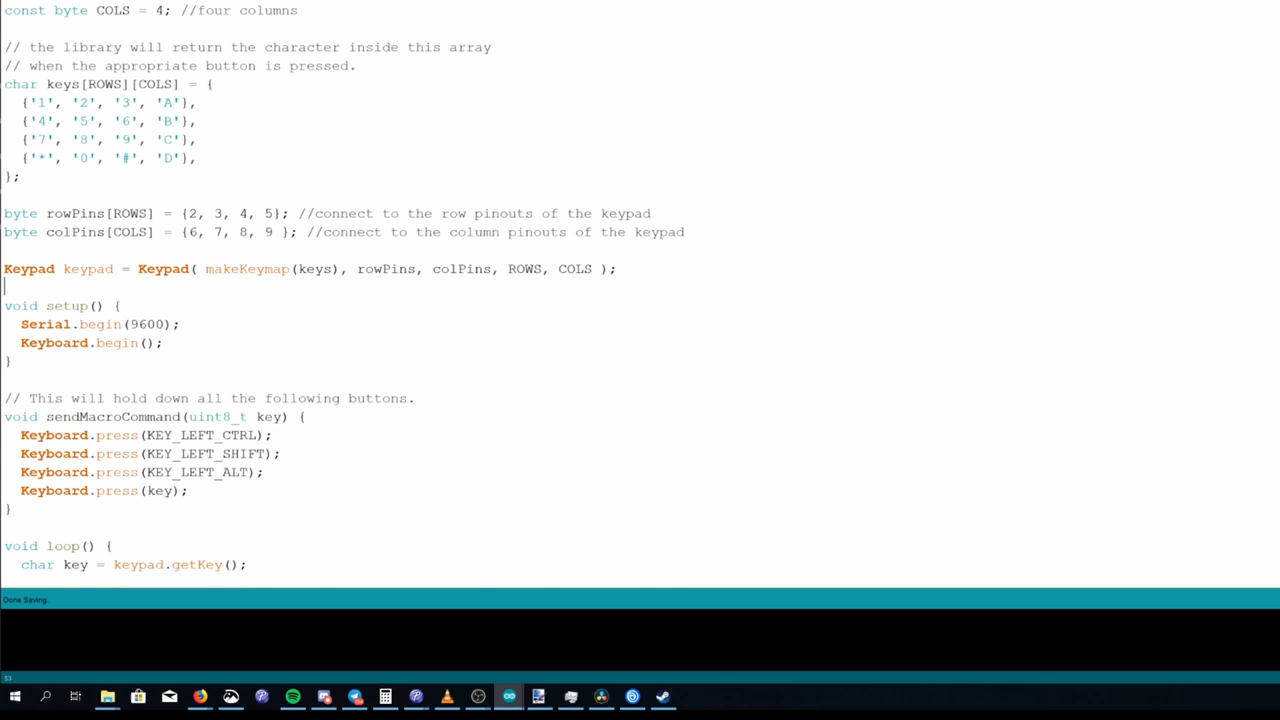 const byte COLS = 4; //four columns
// the library will return the character inside this array
// when the appropriate button is pressed.
char keys[ROWS][COLS] = {
{'1', '2', '3', 'A'},
{'4', '5', '6', 'B'},
{'7', '8', '9', 'C'},
{'*', '0', '#', 'D'},
};
byte rowPins[ROWS] = {2, 3, 4, 5}; //connect to the row pinouts of the keypad
byte colPins[COLS] = {6, 7, 8, 9 }; //connect to the column pinouts of the keypad
Keypad keypad = Keypad( makeKeymap(keys), rowPins, colPins, ROWS, COLS );
void setup() {
Serial.begin(9600);
Keyboard.begin();
}
// This will hold down all the following buttons.
void sendMacroCommand(uint8_t key) {
Keyboard.press(KEY_LEFT_CTRL);
Keyboard.press(KEY_LEFT_SHIFT);
Keyboard.press(KEY_LEFT_ALT);
Keyboard.press(key);
}
void loop() {
char key = keypad.getKey();
Done Saving.
53